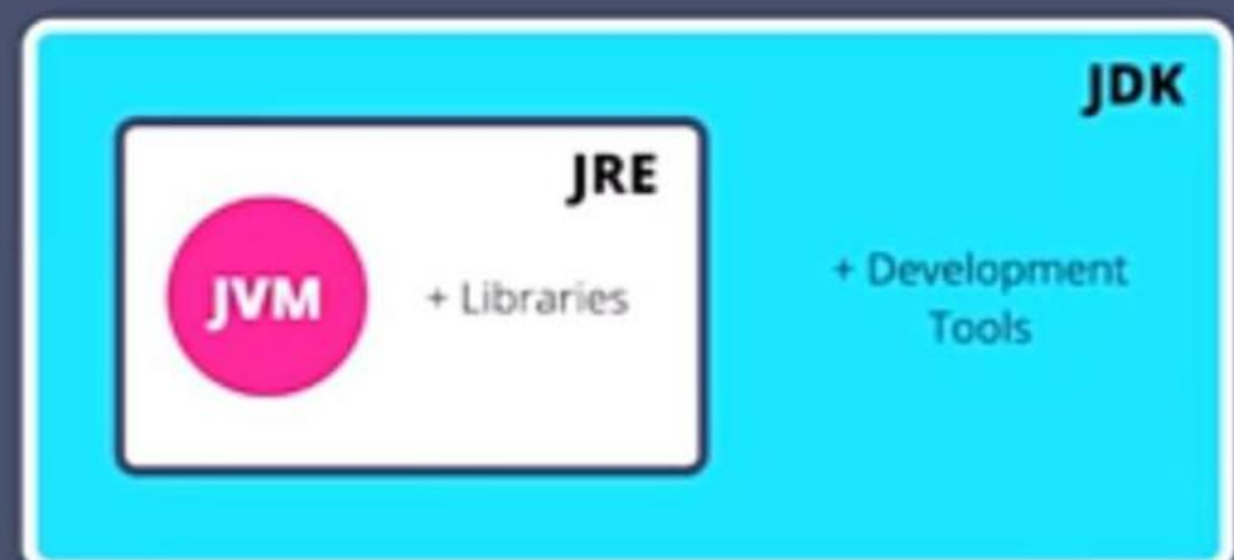 JDK
JRE
JVM
+ Libraries
+ Development
Tools